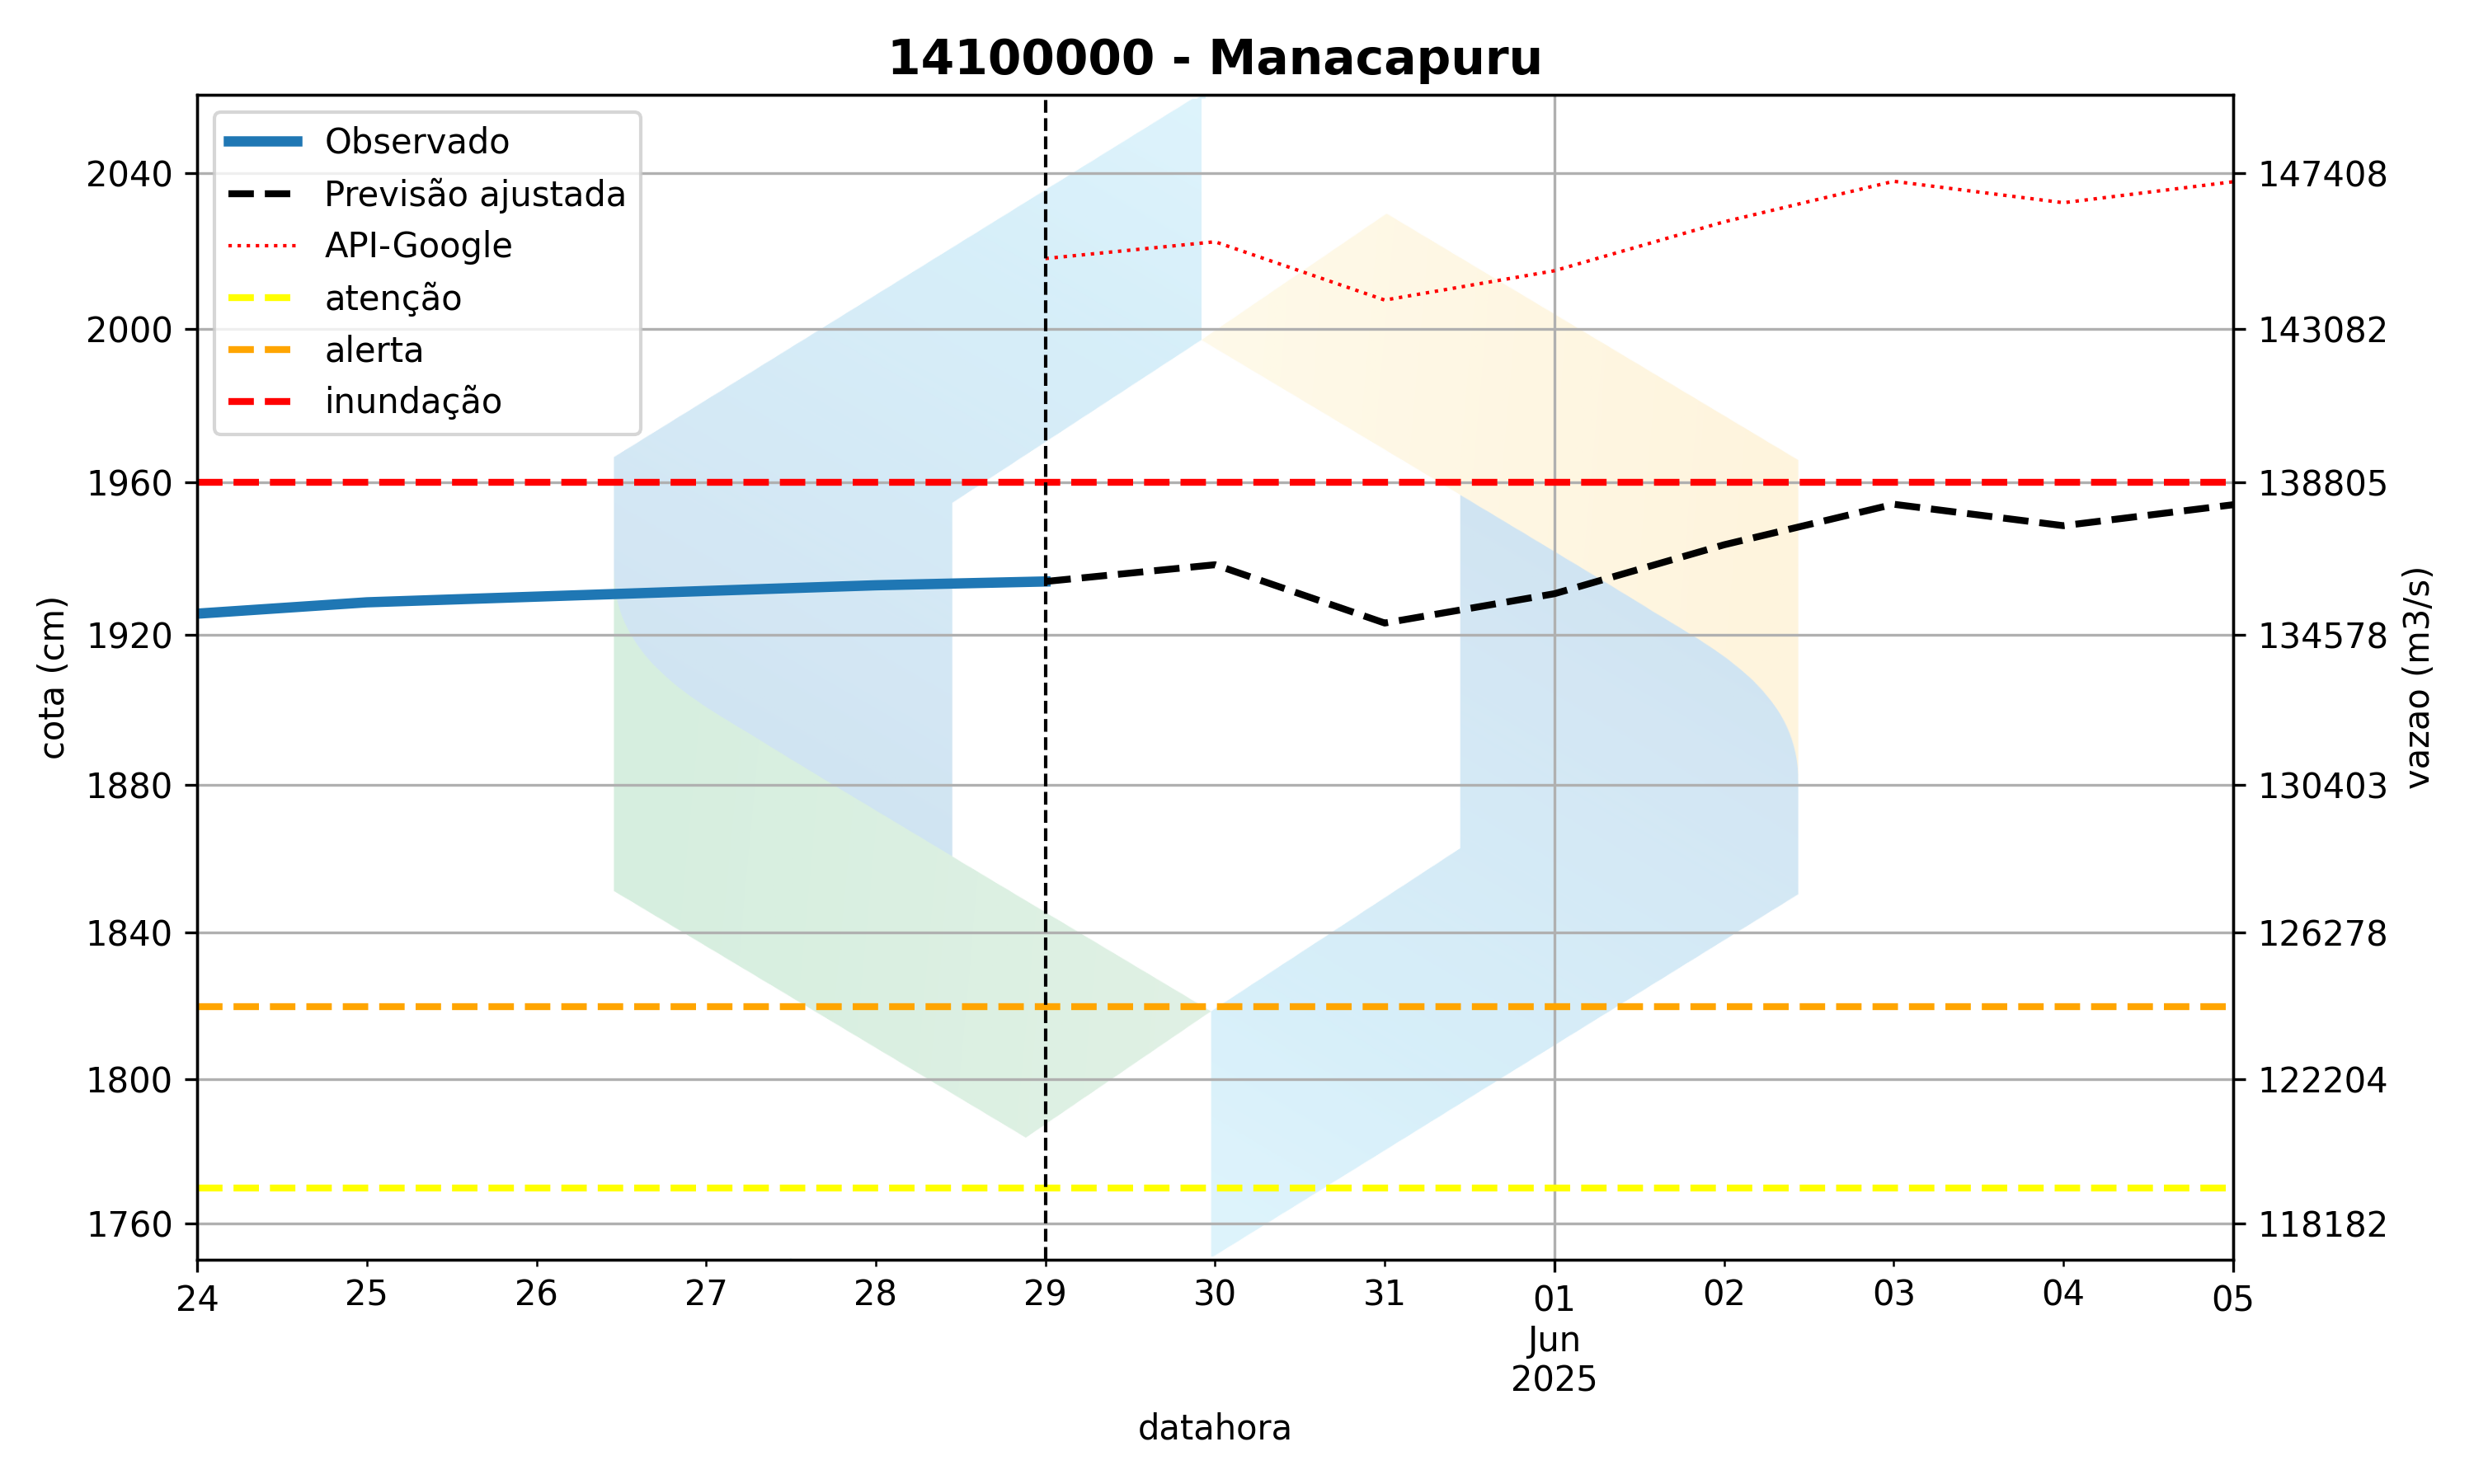 14100000 - Manacapuru
Observado
Previsão ajustada
API-Google
atenção
alerta
inundação
2040
2000
1960
1920
1880
1840
1800
1760
cota (cm)
147408
143082
138805
134578
130403
126278
122204
118182
vazao (m3/s)
24 25 26 27 28 29 30 31 01 02 03 04 05
Jun
2025
datahora